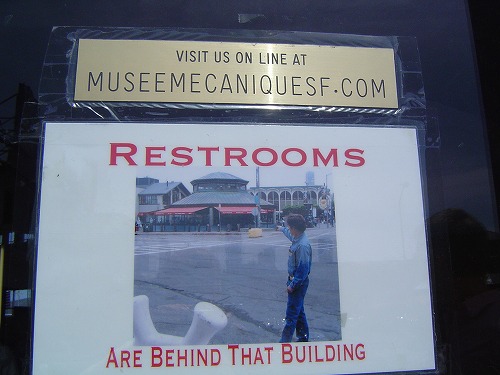 VISIT US ON LINE AT
MUSEEMECANIQUESF.COM
RESTROOMS
ARE BEHIND THAT BUILDING